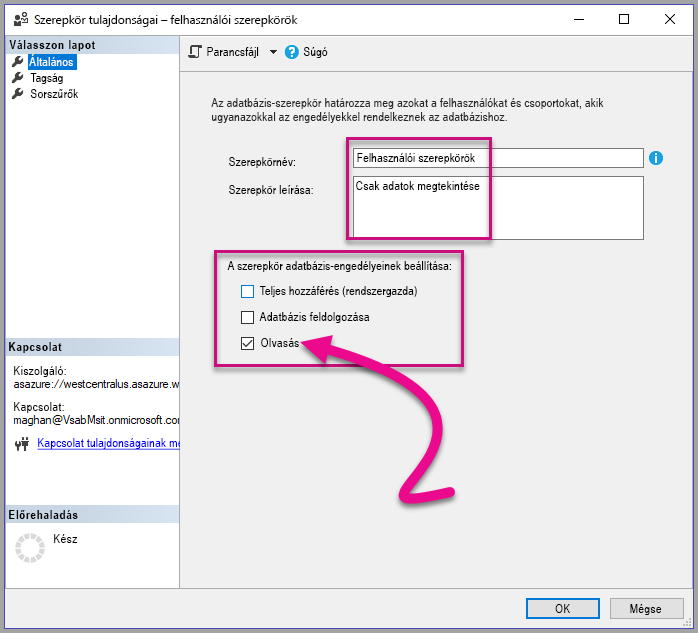 Szerepkör tulajdonságai – felhasználói szerepkörök
Válasszon lapot
Általános
Tagság
Sorszűrők
Parancsfájl
Súgó
Az adatbázis-szerepkör határozza meg azokat a felhasználókat és csoportokat, akik
ugyanazokkal az engedélyekkel rendelkeznek az adatbázishoz.
Szerepkörnév:
Felhasználói szerepkörök
Szerepkör leírása:
Csak adatok megtekintése
A szerepkör adatbázis-engedélyeinek beállítása:
Teljes hozzáférés (rendszergazda)
Adatbázis feldolgozása
Olvasás
Kapcsolat
Kiszolgáló:
asazure://westcentralus.asazure.w
Kapcsolat:
maghan@VsabMsit.onmicrosoft.co
Kapcsolat tulajdonságainak me
Előrehaladás
Kész
OK
Mégse